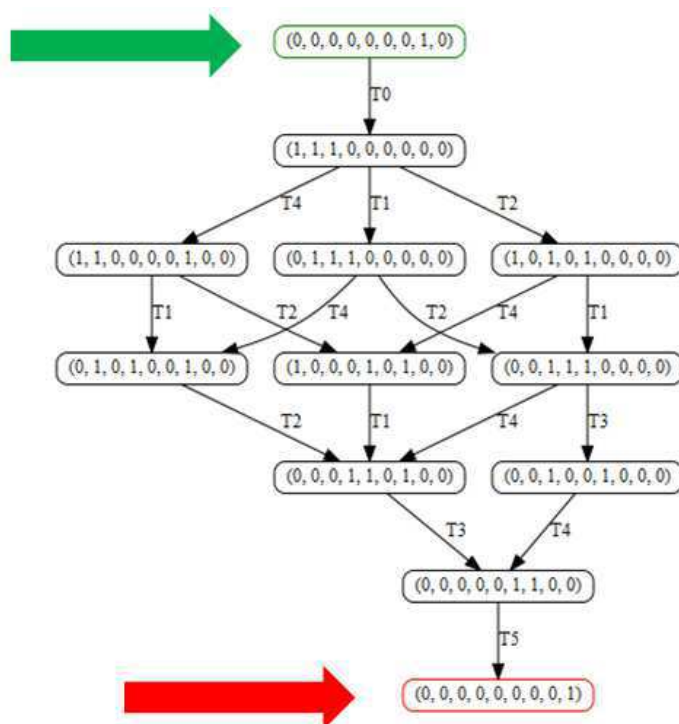 (0, 0, 0, 0, 0, 0, 0, 1, 0)
T0
(1, 1, 1, 0, 0, 0, 0, 0, 0)
T4 T1 T2
(1, 1, 0, 0, 0, 0, 1, 0, 0) (0, 1, 1, 1, 0, 0, 0, 0, 0) (1, 0, 1, 0, 1, 0, 0, 0, 0)
T1 T2 T4 T2 T4 T1
(0, 1, 0, 1, 0, 0, 1, 0, 0) (1, 0, 0, 0, 1, 0, 1, 0, 0) (0, 0, 1, 1, 1, 0, 0, 0, 0)
T2 T1 T4 T3
(0, 0, 0, 1, 1, 0, 1, 0, 0) (0, 0, 1, 0, 0, 1, 0, 0, 0)
T3 T4
(0, 0, 0, 0, 0, 1, 1, 0, 0)
T5
(0, 0, 0, 0, 0, 0, 0, 0, 1)